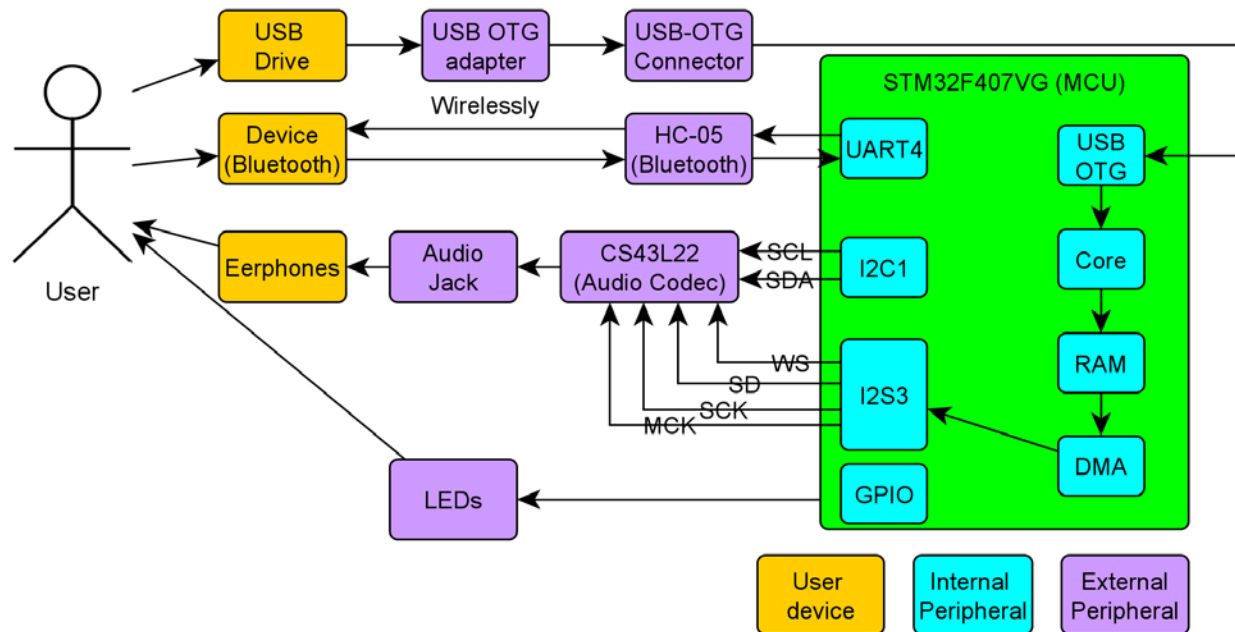 USB
Drive
USB OTG
adapter
USB-OTG
Connector
STM32F407VG (MCU)
Wirelessly
Device
(Bluetooth)
HC-05
(Bluetooth)
UART4
USB
OTG
User
Eerphones
Audio
Jack
CS43L22
(Audio Codec)
SCL
SDA
I2C1
Core
WS
SD
SCK
MCK
I2S3
RAM
DMA
LEDs
GPIO
User
device
Internal
Peripheral
External
Peripheral